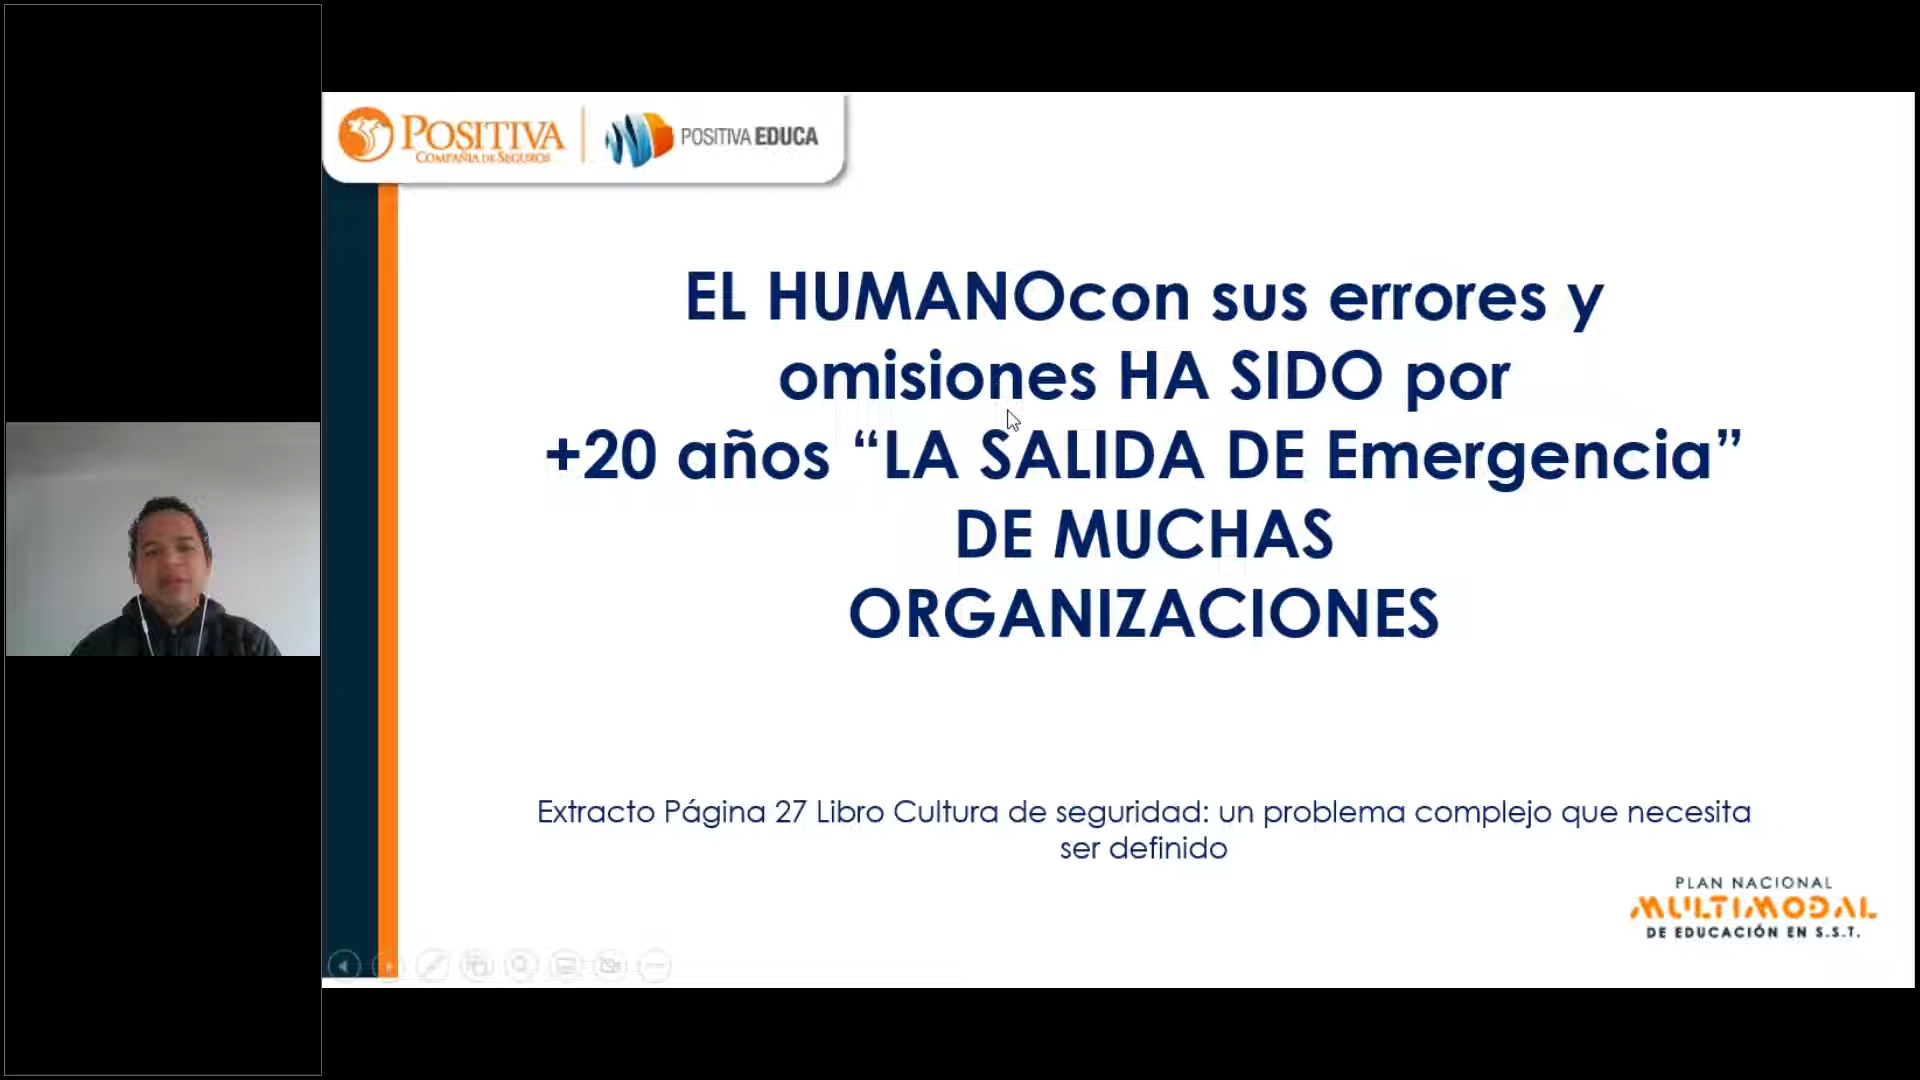 POSITIVA
COMPAÑIA DE SEGUROS
POSITIVA EDUCA
EL HUMANOcon sus errores y
omisiones HA SIDO por
+20 años “LA SALIDA DE Emergencia”
DE MUCHAS
ORGANIZACIONES
Extracto Página 27 Libro Cultura de seguridad: un problema complejo que necesita
ser definido
PLAN NACIONAL
MULTIMODAL
DE EDUCACIÓN EN S.S.T.